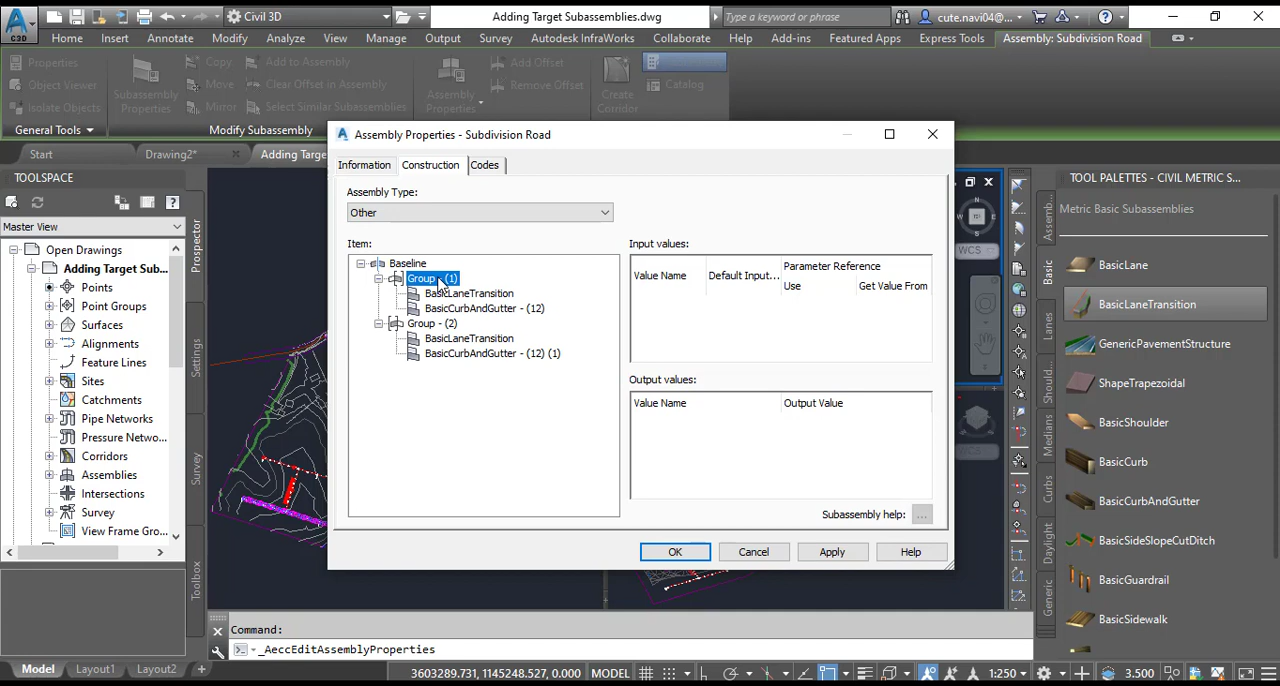 Civil 3D
Adding Target Subassemblies.dwg
Type a keyword or phrase
cute.navi04@...
C3D
Home
Insert
Annotate
Modify
Analyze
View
Manage
Output
Survey
Autodesk InfraWorks
Collaborate
Help
Add-ins
Featured Apps
Express Tools
Assembly: Subdivision Road
Properties
Object Viewer
Isolate Objects
General Tools
Subassembly
Properties
Copy
Move
Mirror
Add to Assembly
Clear Offset in Assembly
Select Similar Subassemblies
Modify Subassembly
Assembly
Properties
Add Offset
Remove Offset
Create
Corridor
Catalog
Start
Drawing2*
Adding Targe
TOOLSPACE
Master View
Open Drawings
Adding Target Sub...
Points
Point Groups
Surfaces
Alignments
Feature Lines
Sites
Catchments
Pipe Networks
Pressure Netwo...
Corridors
Assemblies
Intersections
Survey
View Frame Gro...
Prospector
Settings
Survey
Toolbox
Assembly Properties - Subdivision Road
Information
Construction
Codes
Assembly Type:
Other
Item:
Baseline
Group - (1)
BasicLaneTransition
BasicCurbAndGutter - (12)
Group - (2)
BasicLaneTransition
BasicCurbAndGutter - (12) (1)
Input values:
Value Name
Default Input...
Parameter Reference
Use
Get Value From
Output values:
Value Name
Output Value
Subassembly help:
...
OK
Cancel
Apply
Help
WCS
TOOL PALETTES - CIVIL METRIC S...
Metric Basic Subassemblies
BasicLane
BasicLaneTransition
GenericPavementStructure
ShapeTrapezoidal
BasicShoulder
BasicCurb
BasicCurbAndGutter
BasicSideSlopeCutDitch
BasicGuardrail
BasicSidewalk
Assemb..
Basic
Lanes
Should...
Medians
Curbs
Daylight
Generic
Command:
_AeccEditAssemblyProperties
Model
Layout1
Layout2
3603289.731, 1145248.527, 0.000
MODEL
1:250
3.500